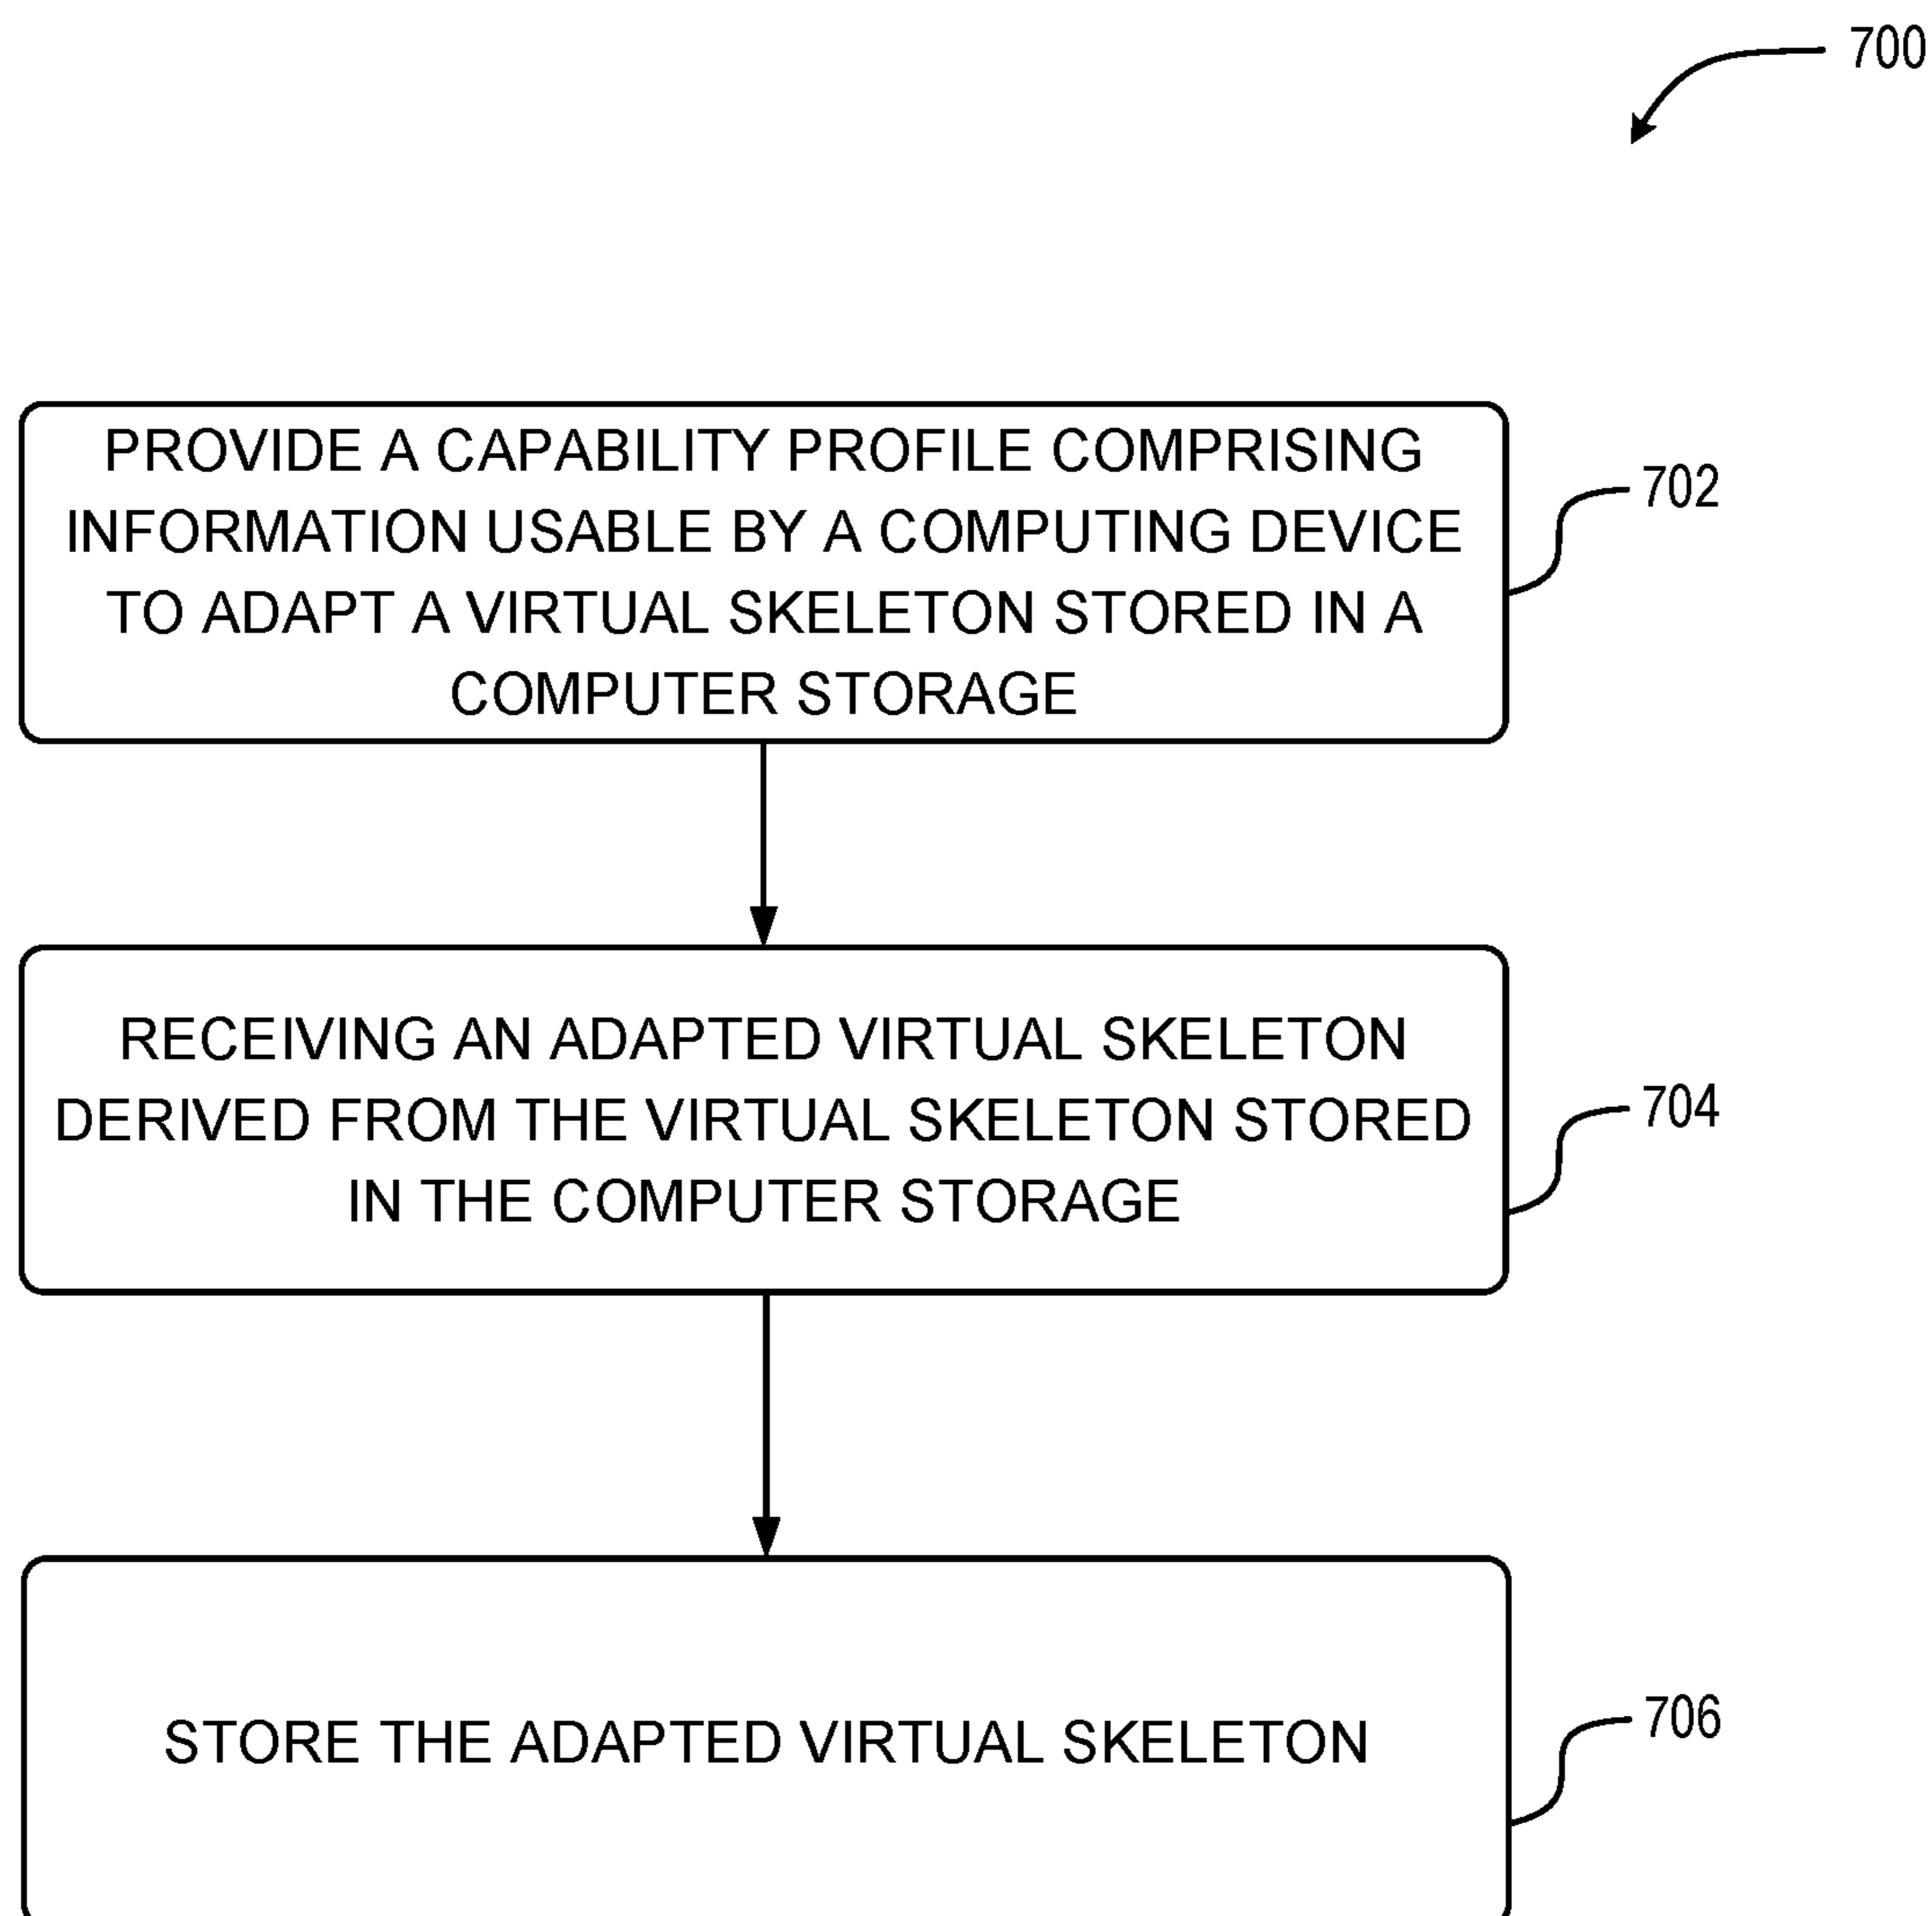 700
PROVIDE A CAPABILITY PROFILE COMPRISING
INFORMATION USABLE BY A COMPUTING DEVICE
TO ADAPT A VIRTUAL SKELETON STORED IN A
COMPUTER STORAGE
702
RECEIVING AN ADAPTED VIRTUAL SKELETON
DERIVED FROM THE VIRTUAL SKELETON STORED
IN THE COMPUTER STORAGE
704
STORE THE ADAPTED VIRTUAL SKELETON
706